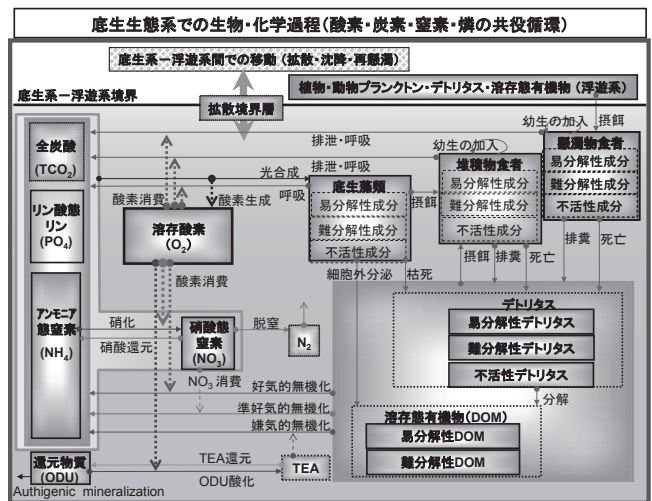 底生生態系での生物・化学過程(酸素・炭素・窒素・燐の共役循環)
底生系－浮遊系間での移動 (拡散・沈降・再懸濁)
植物・動物プランクトン・デトリタス・溶存態有機物 (浮遊系)
底生系－浮遊系境界
拡散境界層
幼生の加入
摂餌
全炭酸
(TCO2)
排泄・呼吸
幼生の加入
懸濁物食者
易分解性成分
難分解性成分
不活性成分
排泄・呼吸
堆積物食者
易分解性成分
難分解性成分
不活性成分
光合成
呼吸
底生藻類
易分解性成分
難分解性成分
不活性成分
摂餌
酸素消費
酸素生成
リン酸態
リン
(PO4)
溶存酸素
(O2)
酸素消費
細胞外分泌
枯死
摂餌
排糞
死亡
排糞
死亡
アンモニア
態窒素
(NH4)
硝化
硝酸還元
硝酸態
窒素
(NO3)
脱窒
N2
NO3 消費
デトリタス
易分解性デトリタス
難分解性デトリタス
不活性デトリタス
分解
好気的無機化
準好気的無機化
嫌気的無機化
溶存態有機物(DOM)
易分解性DOM
難分解性DOM
還元物質
(ODU)
TEA還元
ODU酸化
TEA
Authigenic mineralization